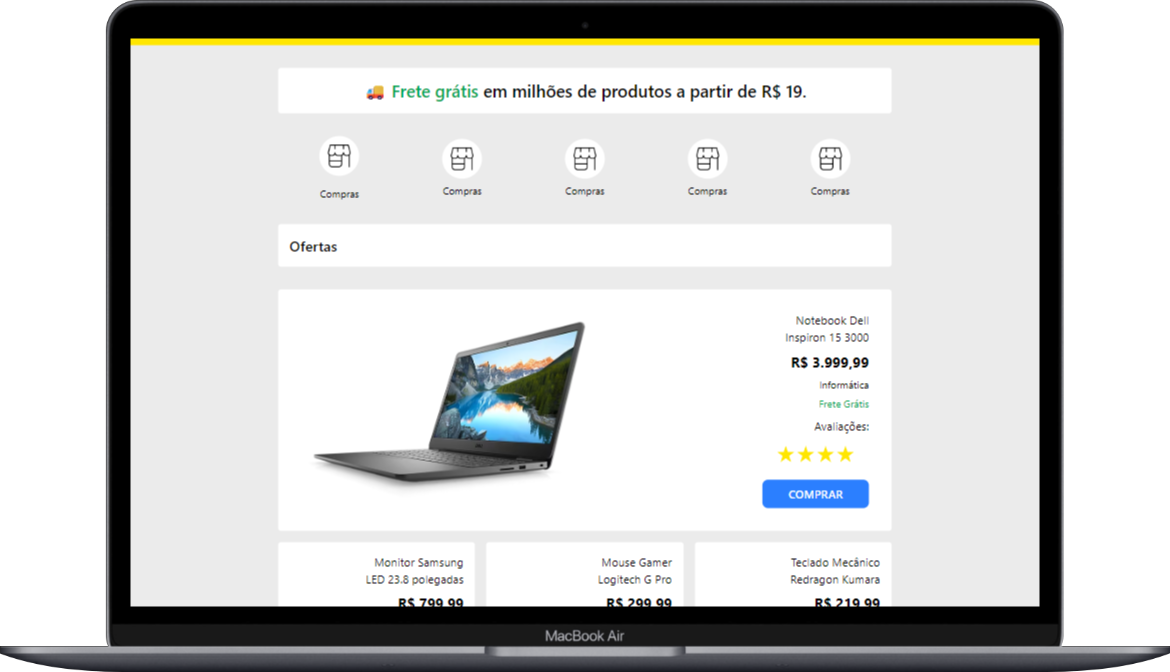 🚚 Frete grátis em milhões de produtos a partir de R$ 19.
Compras
Compras
Compras
Compras
Compras
Ofertas
Notebook Dell
Inspiron 15 3000
R$ 3.999,99
Informática
Frete Grátis
Avaliações:
COMPRAR
Monitor Samsung
LED 23.8 polegadas
R$ 799,99
Mouse Gamer
Logitech G Pro
R$ 299,99
Teclado Mecânico
Redragon Kumara
R$ 219,99
MacBook Air